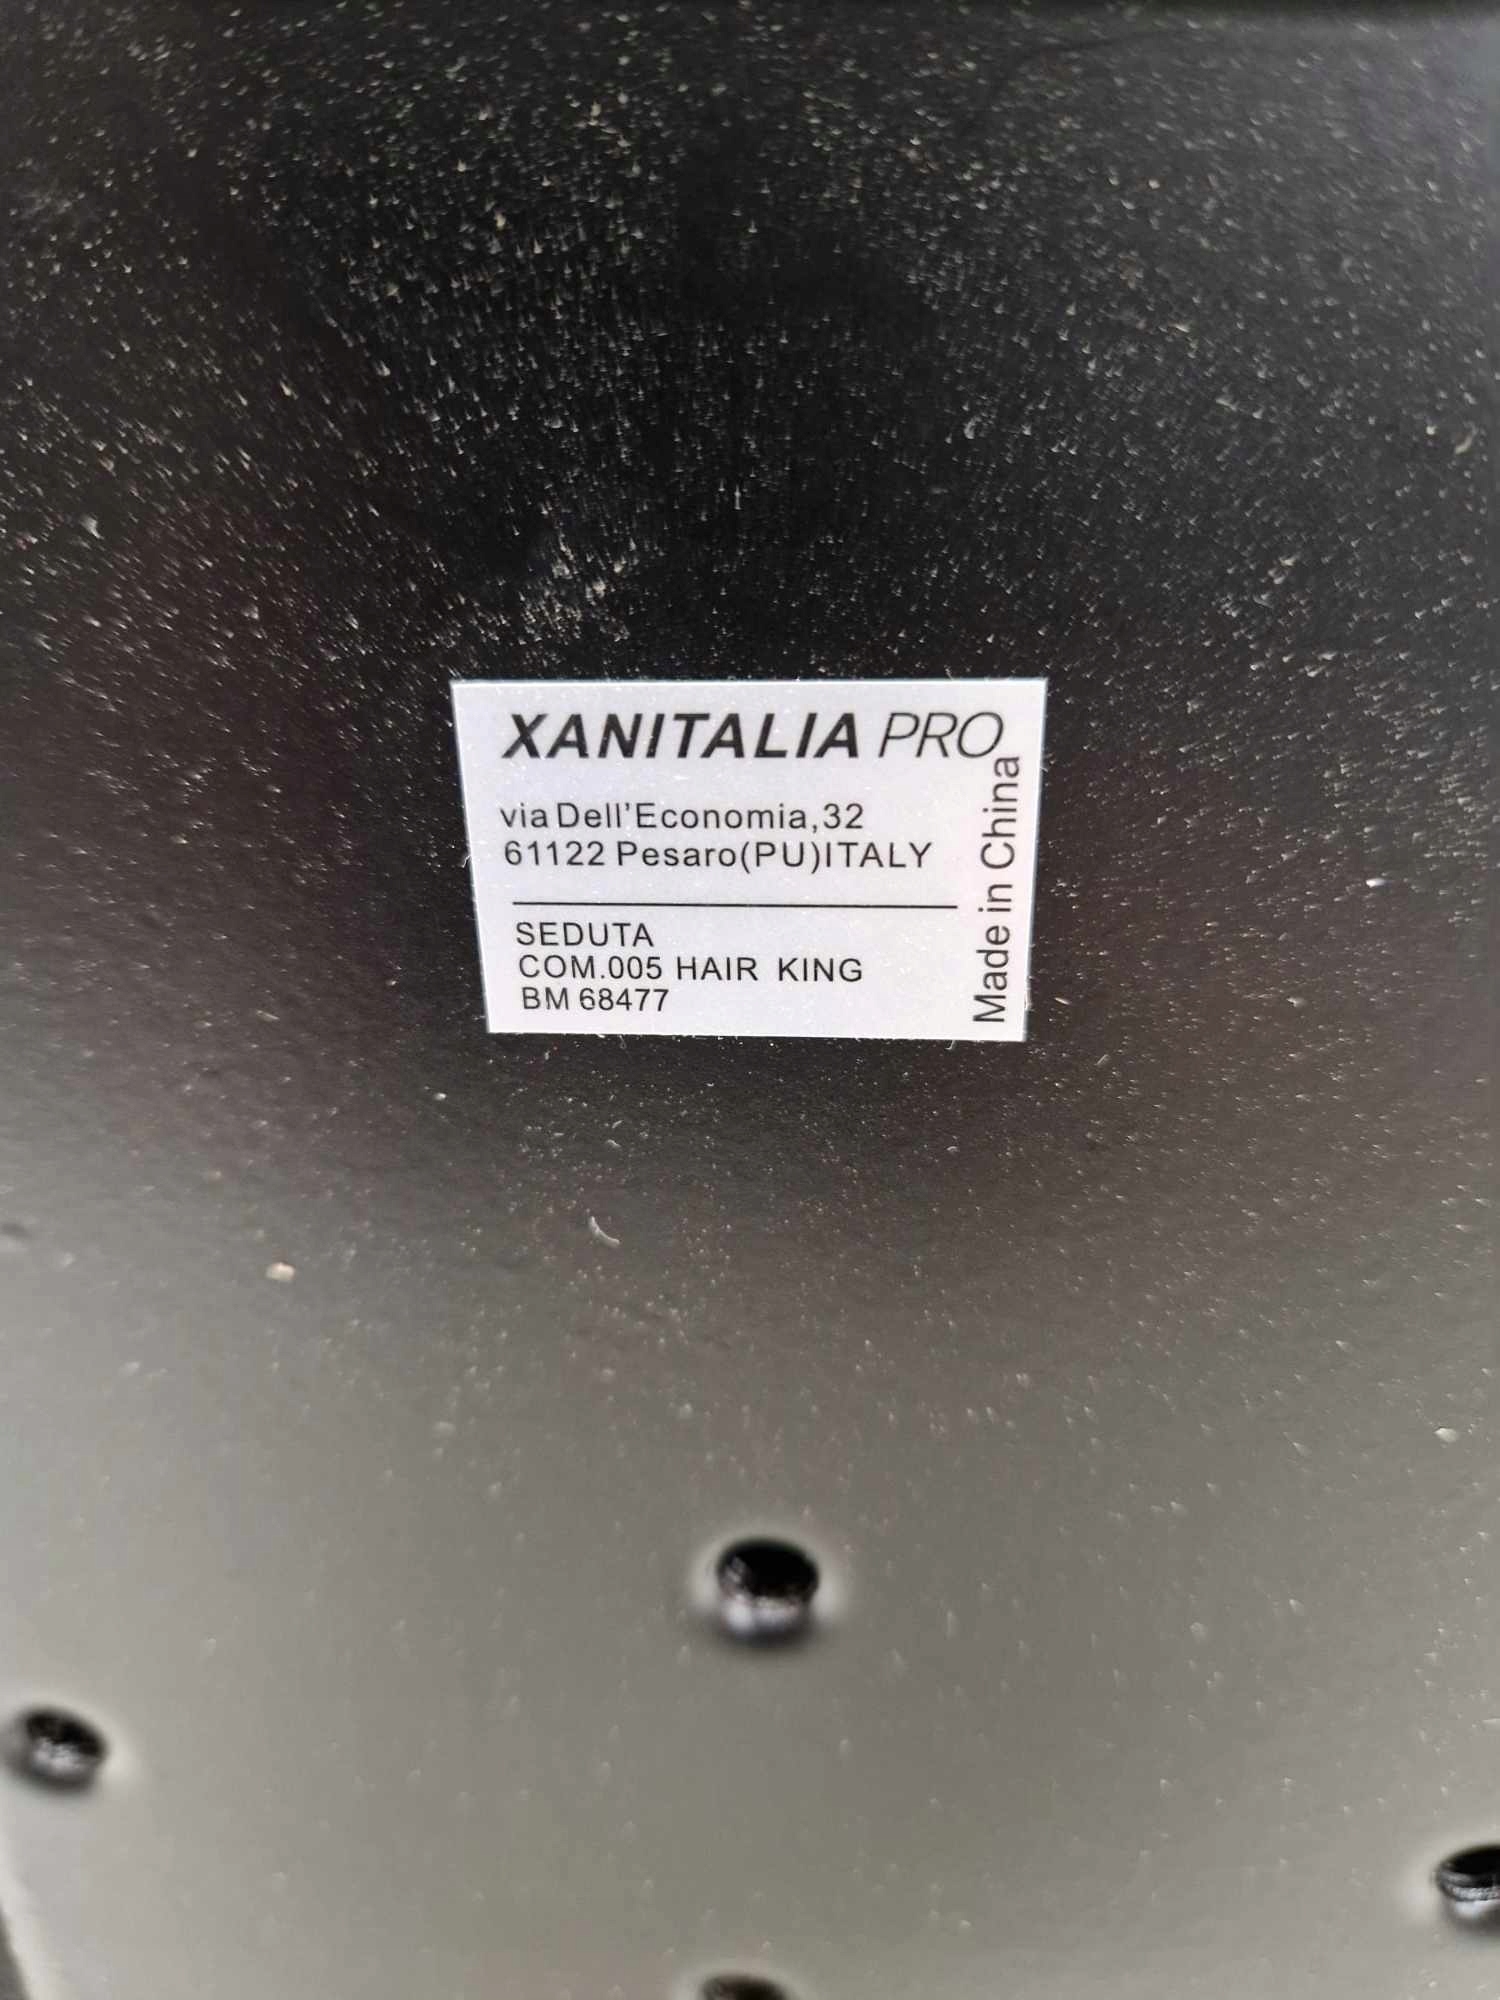 XANITALIA PRO
via Dell'Economia,32
61122 Pesaro(PU)ITALY
SEDUTA
COM.005 HAIR KING
BM 68477
Made in China